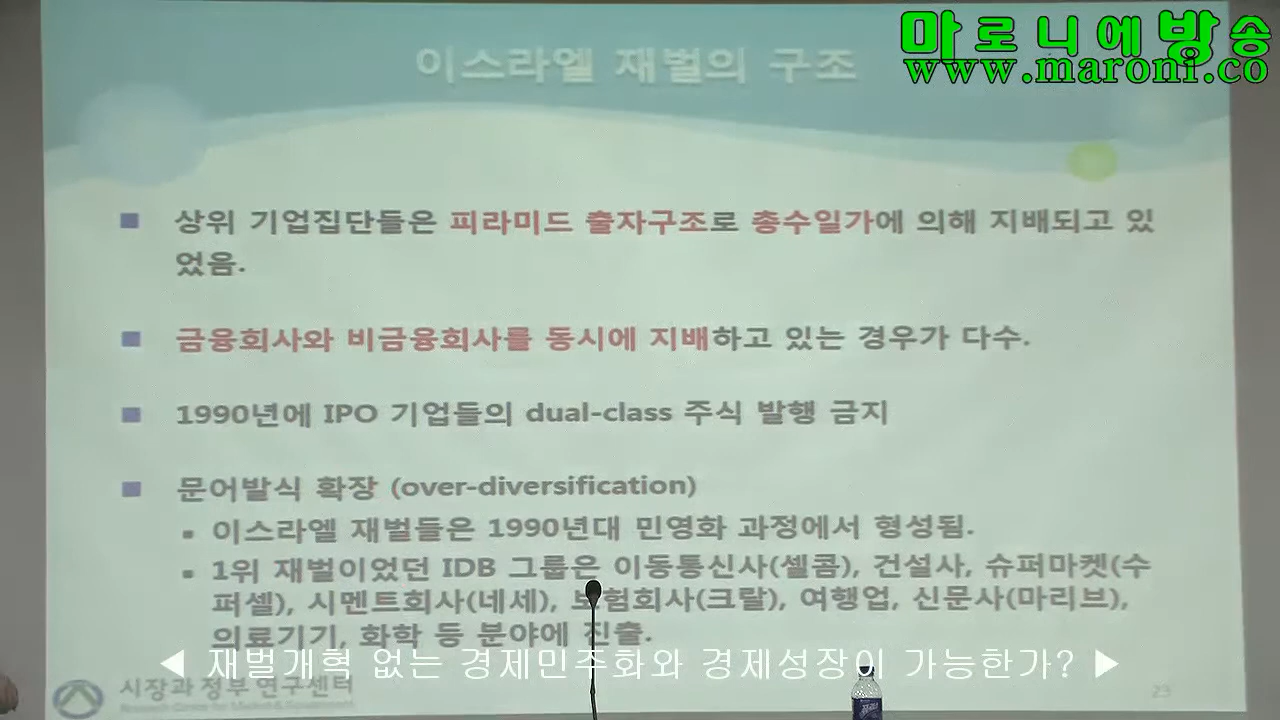 마로니에방송
www.maroni.co
이스라엘 재벌의 구조
상위 기업집단들은 피라미드 출자구조로 총수일가에 의해 지배되고 있
었음.
금융회사와 비금융회사를 동시에 지배하고 있는 경우가 다수.
1990년에 IPO 기업들의 dual-class 주식 발행 금지
문어발식 확장 (over-diversification)
이스라엘 재벌들은 1990년대 민영화 과정에서 형성됨.
1위 재벌이었던 IDB 그룹은 이동통신사(셀콤), 건설사, 슈퍼마켓(수
퍼셀), 시멘트회사(네세), 보험회사(크랄), 여행업, 신문사(마리브),
의료기기, 화학 등 분야에 진출.
◀ 재벌개혁 없는 경제민주화와 경제성장이 가능한가? ▶
시장과 정부 연구센터
23